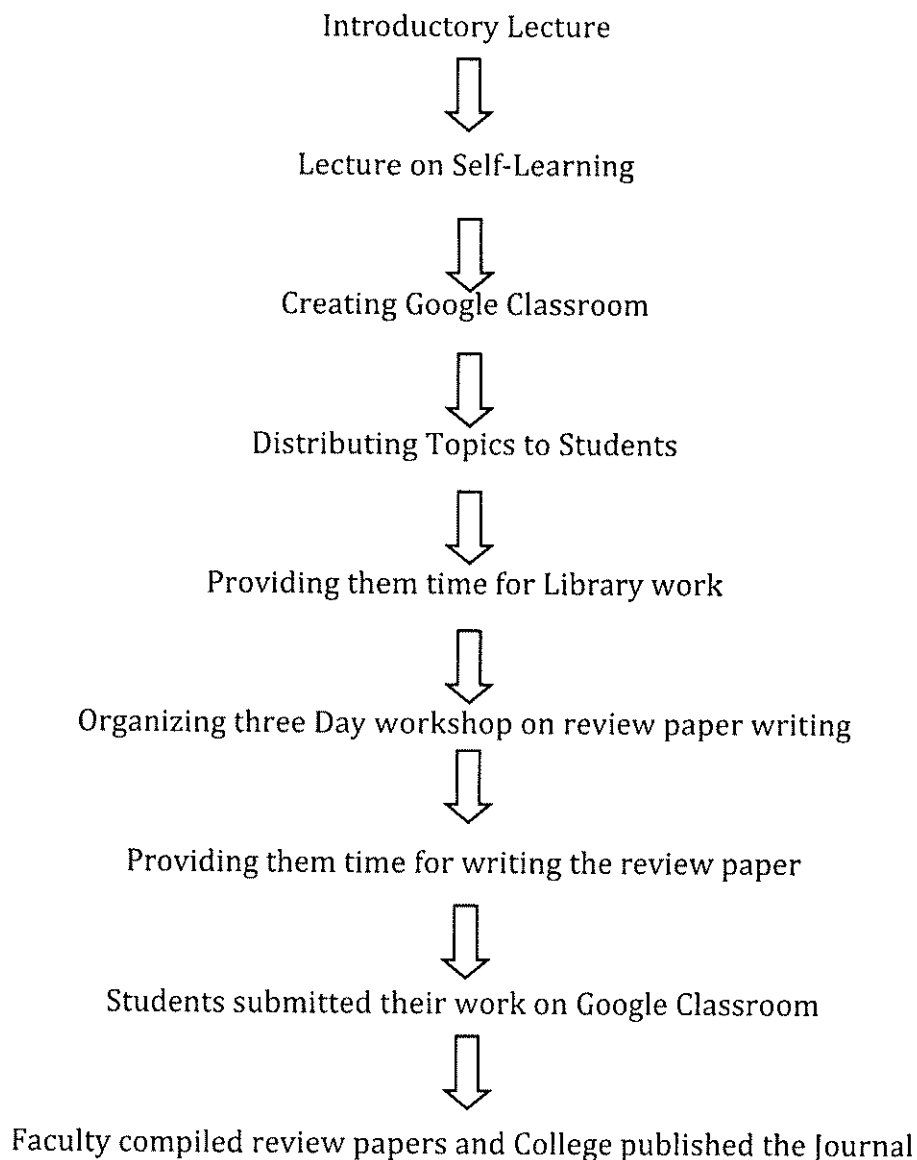 Introductory Lecture
Lecture on Self-Learning
Creating Google Classroom
Distributing Topics to Students
Providing them time for Library work
Organizing three Day workshop on review paper writing
Providing them time for writing the review paper
Students submitted their work on Google Classroom
Faculty compiled review papers and College published the Journal